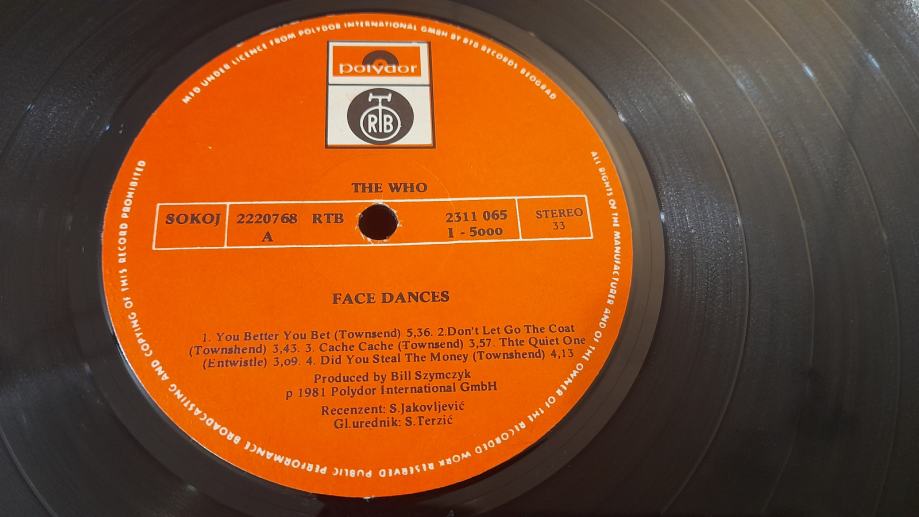 MFD UNDER LICENCE FROM POLYDOR INTERNATIONAL GMBH BY RTB RECORDS BEOGRAD
polydor
RTB
THE WHO
SOKOJ 2220768 RTB 2311 065 STEREO
A I - 5000 33
FACE DANCES
1. You Better You Bet (Townsend) 5,36. 2.Don't Let Go The Coat
(Townshend) 3,43. 3. Cache Cache (Townsend) 3,57. Thte Quiet One
(Entwistle) 3,09. 4. Did You Steal The Money (Townshend) 4,13
Produced by Bill Szymczyk
p 1981 Polydor International GmbH
Recenzent: S.Jakovljević
Gl.urednik: S.Terzić
ALL RIGHTS OF THE MANUFACTURER AND OF THE OWNER OF THE RECORDED WORK RESERVED PUBLIC PERFORMANCE BROADCASTING AND COPYING OF THIS RECORD PROHIBITED